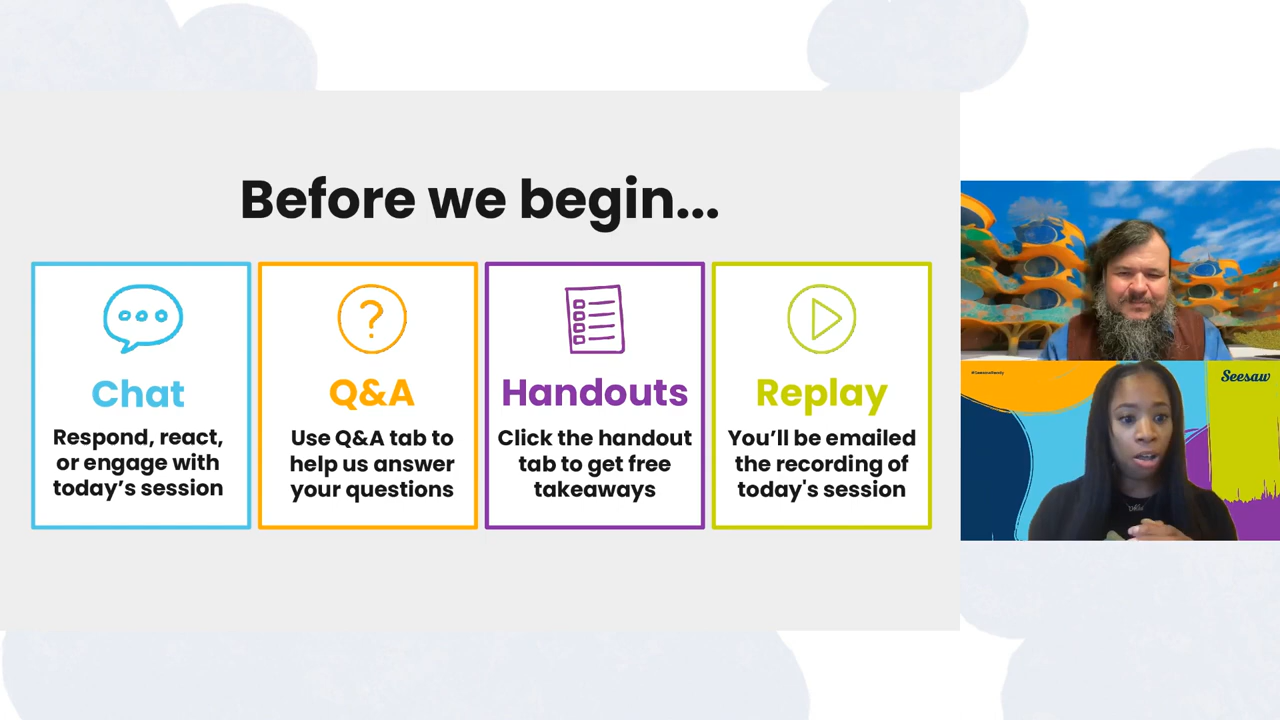 Before we begin...
Chat
Respond, react,
or engage with
today’s session
Q&A
Use Q&A tab to
help us answer
your questions
Handouts
Click the handout
tab to get free
takeaways
Replay
You’ll be emailed
the recording of
today's session
Seesaw